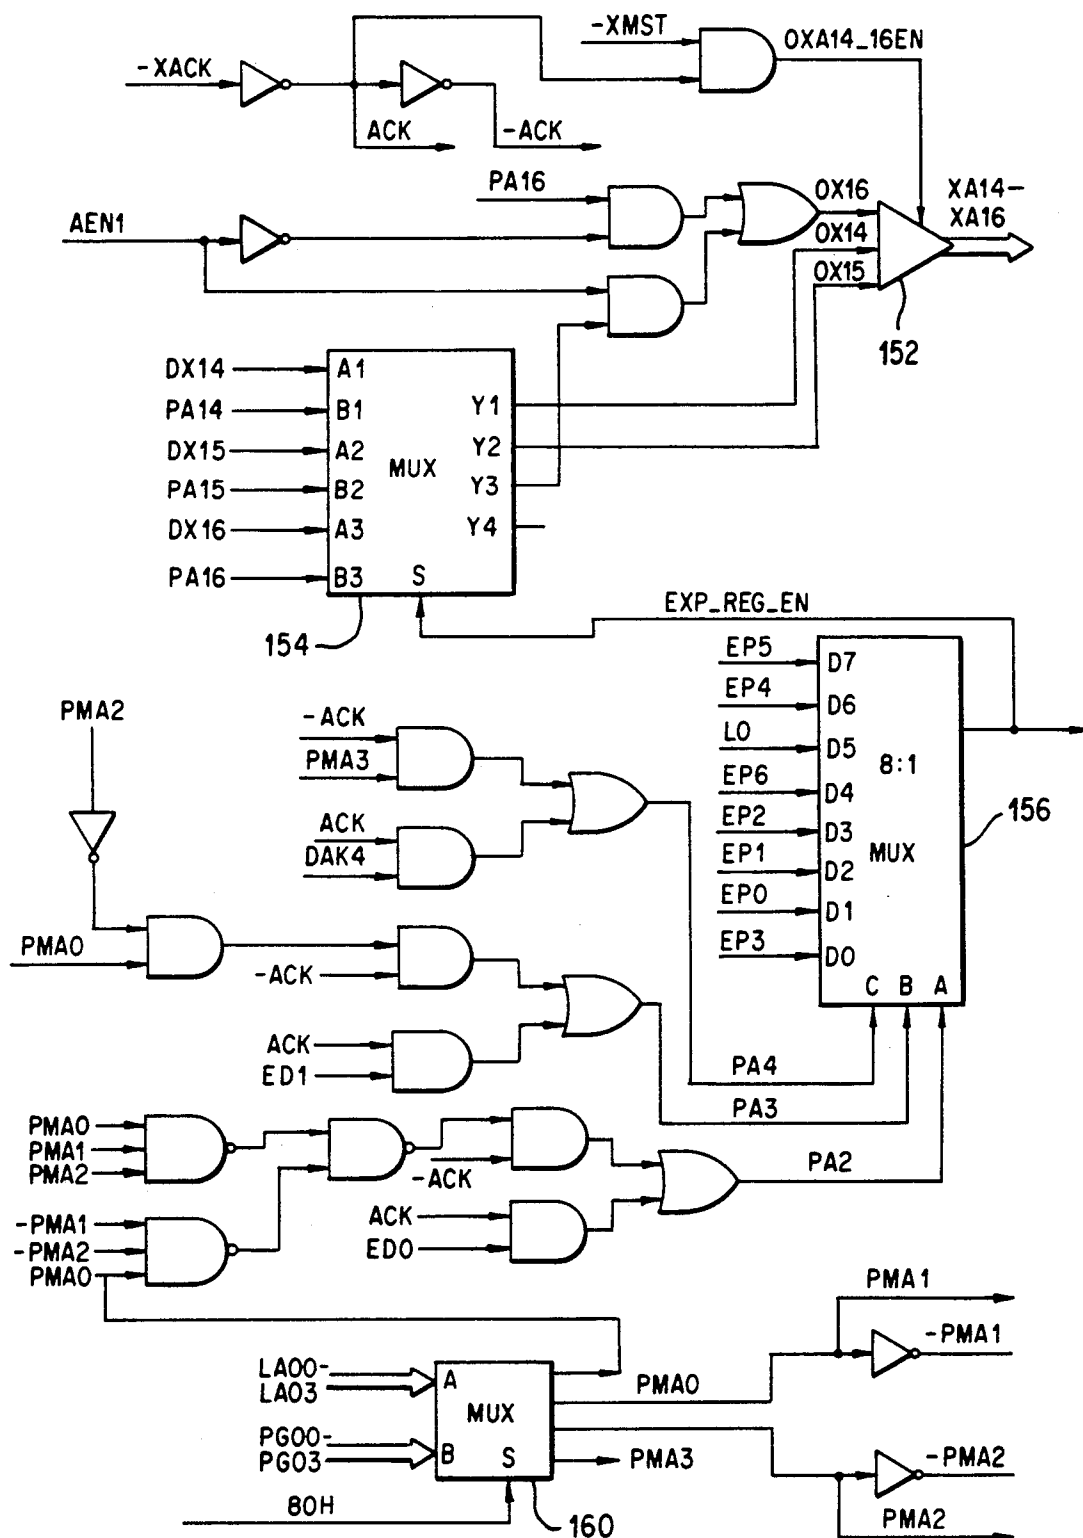 -XMST
OXA14_16EN
-XACK
ACK
-ACK
PA16
OX16
XA14-
XA16
AEN1
OX14
OX15
152
DX14
A1
PA14
B1
Y1
DX15
A2
Y2
MUX
PA15
B2
Y3
DX16
A3
Y4
PA16
B3
S
154
EXP_REG_EN
EP5
D7
EP4
D6
LO
D5
8:1
EP6
D4
EP2
D3
MUX
156
EP1
D2
EP0
D1
EP3
D0
C B A
PMA2
-ACK
PMA3
ACK
DAK4
PMA0
-ACK
ACK
ED1
PA4
PA3
PMA0
PMA1
PMA2
-ACK
PA2
-PMA1
-PMA2
PMA0
ACK
ED0
PMA1
-PMA1
LA00-
LA03
A
PMA0
MUX
PG00-
PG03
B
S
PMA3
-PMA2
80H
160
PMA2